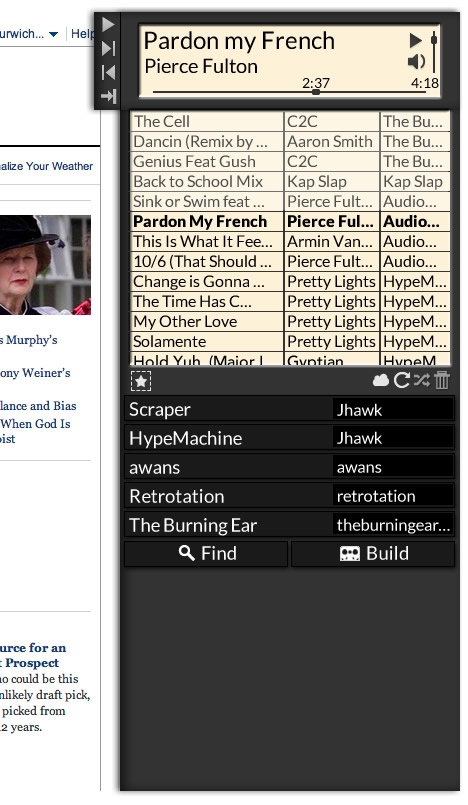 urwich... Help
alize Your Weather
s Murphy's
ony Weiner's
lance and Bias
When God Is
oist
urce for an
t Prospect
no could be this
nlikely draft pick,
picked from
12 years.
Pardon my French
Pierce Fulton
2:37 4:18
The Cell C2C The Bu...
Dancin (Remix by ... Aaron Smith The Bu...
Genius Feat Gush C2C The Bu...
Back to School Mix Kap Slap Kap Slap
Sink or Swim feat ... Pierce Fult... Audio...
Pardon My French Pierce Ful... Audio...
This Is What It Fee... Armin Van... Audio...
10/6 (That Should ... Pierce Fult... Audio...
Change is Gonna ... Pretty Lights HypeM...
The Time Has C... Pretty Lights HypeM...
My Other Love Pretty Lights HypeM...
Solamente Pretty Lights HypeM...
Hold Yuh (Major L Gyptian HypeM
Scraper Jhawk
HypeMachine Jhawk
awans awans
Retrotation retrotation
The Burning Ear theburningear...
Find Build